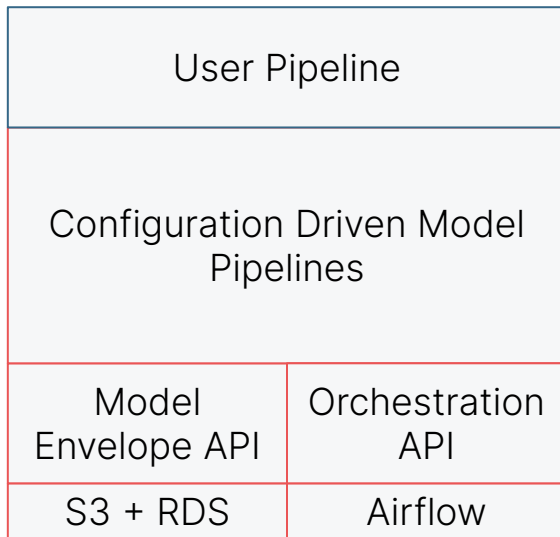 User Pipeline
Configuration Driven Model
Pipelines
Model
Envelope API
Orchestration
API
S3 + RDS
Airflow